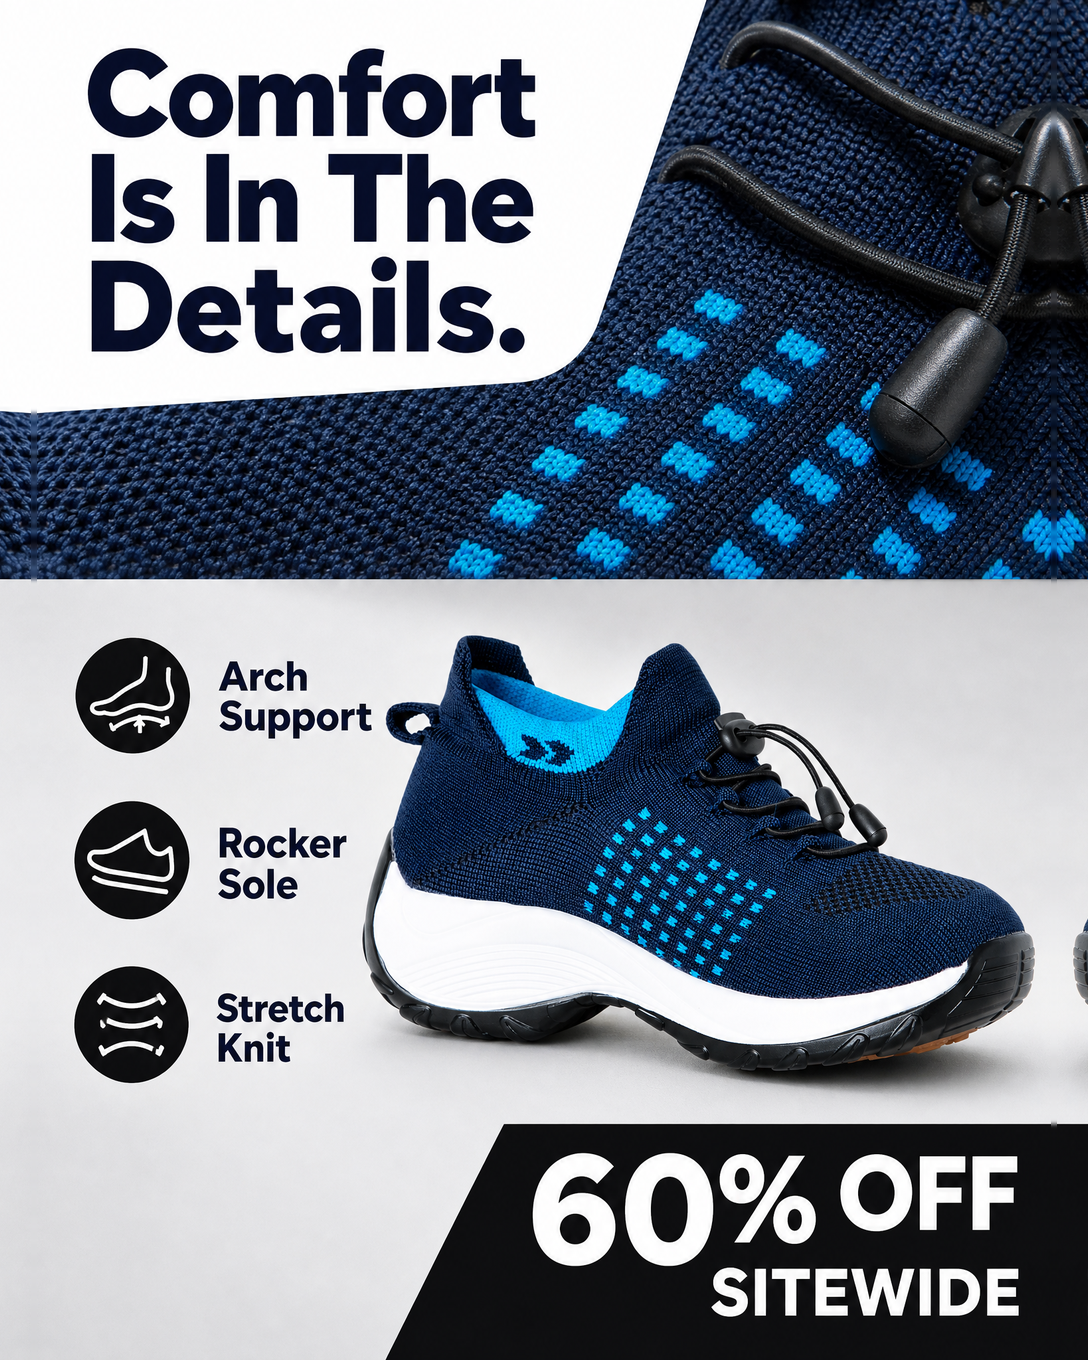 Comfort
Is In The
Details.
Arch
Support
Rocker
Sole
Stretch
Knit
60% OFF
SITEWIDE